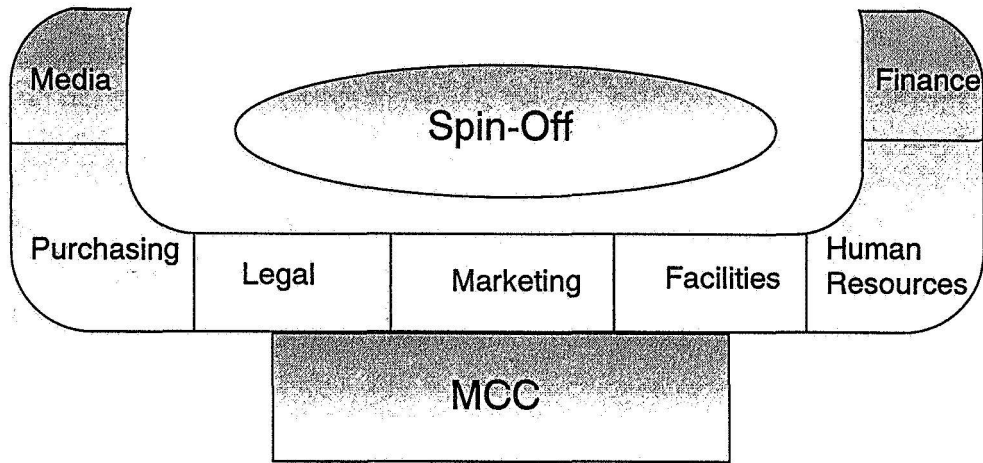 Media
Finance
Spin-Off
Purchasing
Legal
Marketing
Facilities
Human
Resources
MCC